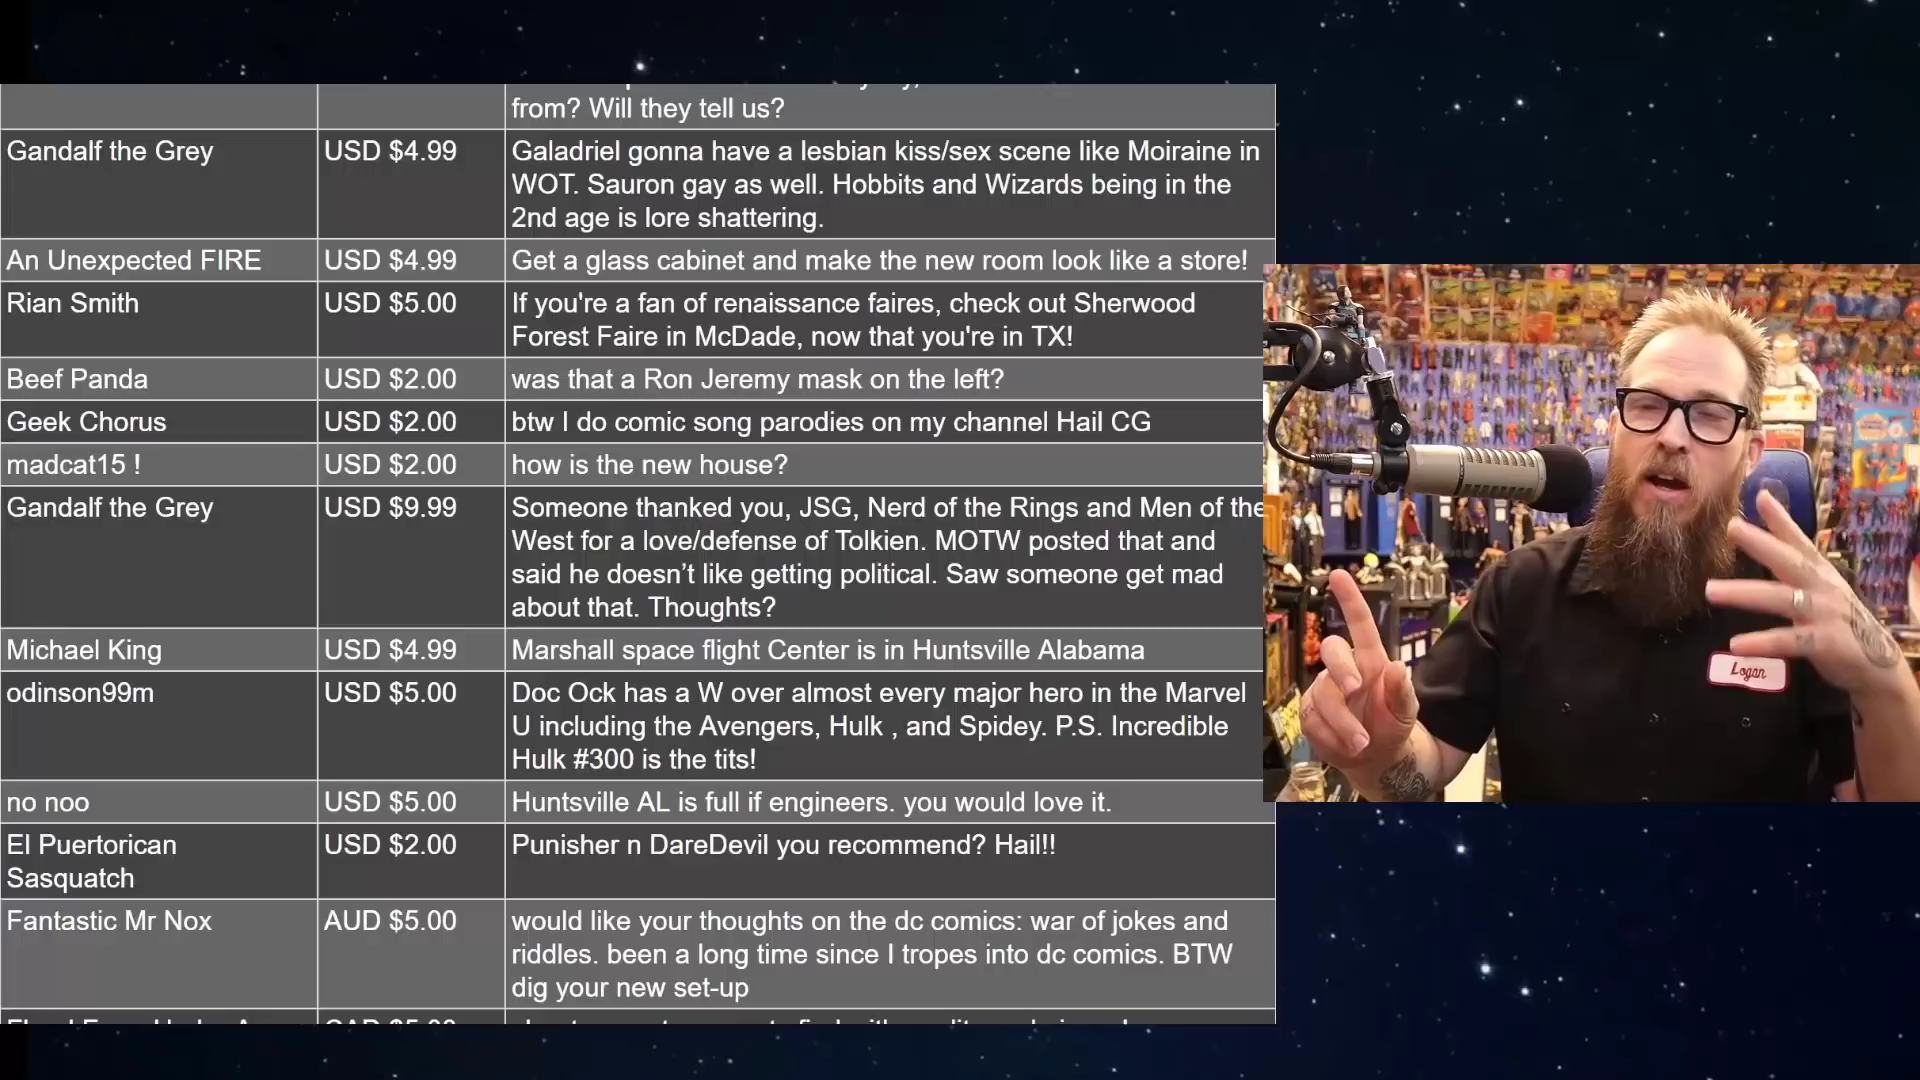 from? Will they tell us?
Gandalf the Grey USD $4.99 Galadriel gonna have a lesbian kiss/sex scene like Moiraine in
WOT. Sauron gay as well. Hobbits and Wizards being in the
2nd age is lore shattering.
An Unexpected FIRE USD $4.99 Get a glass cabinet and make the new room look like a store!
Rian Smith USD $5.00 If you're a fan of renaissance faires, check out Sherwood
Forest Faire in McDade, now that you're in TX!
Beef Panda USD $2.00 was that a Ron Jeremy mask on the left?
Geek Chorus USD $2.00 btw I do comic song parodies on my channel Hail CG
madcat15 ! USD $2.00 how is the new house?
Gandalf the Grey USD $9.99 Someone thanked you, JSG, Nerd of the Rings and Men of the
West for a love/defense of Tolkien. MOTW posted that and
said he doesn’t like getting political. Saw someone get mad
about that. Thoughts?
Michael King USD $4.99 Marshall space flight Center is in Huntsville Alabama
odinson99m USD $5.00 Doc Ock has a W over almost every major hero in the Marvel
U including the Avengers, Hulk , and Spidey. P.S. Incredible
Hulk #300 is the tits!
no noo USD $5.00 Huntsville AL is full if engineers. you would love it.
El Puertorican USD $2.00 Punisher n DareDevil you recommend? Hail!!
Sasquatch
Fantastic Mr Nox AUD $5.00 would like your thoughts on the dc comics: war of jokes and
riddles. been a long time since I tropes into dc comics. BTW
dig your new set-up
Logan